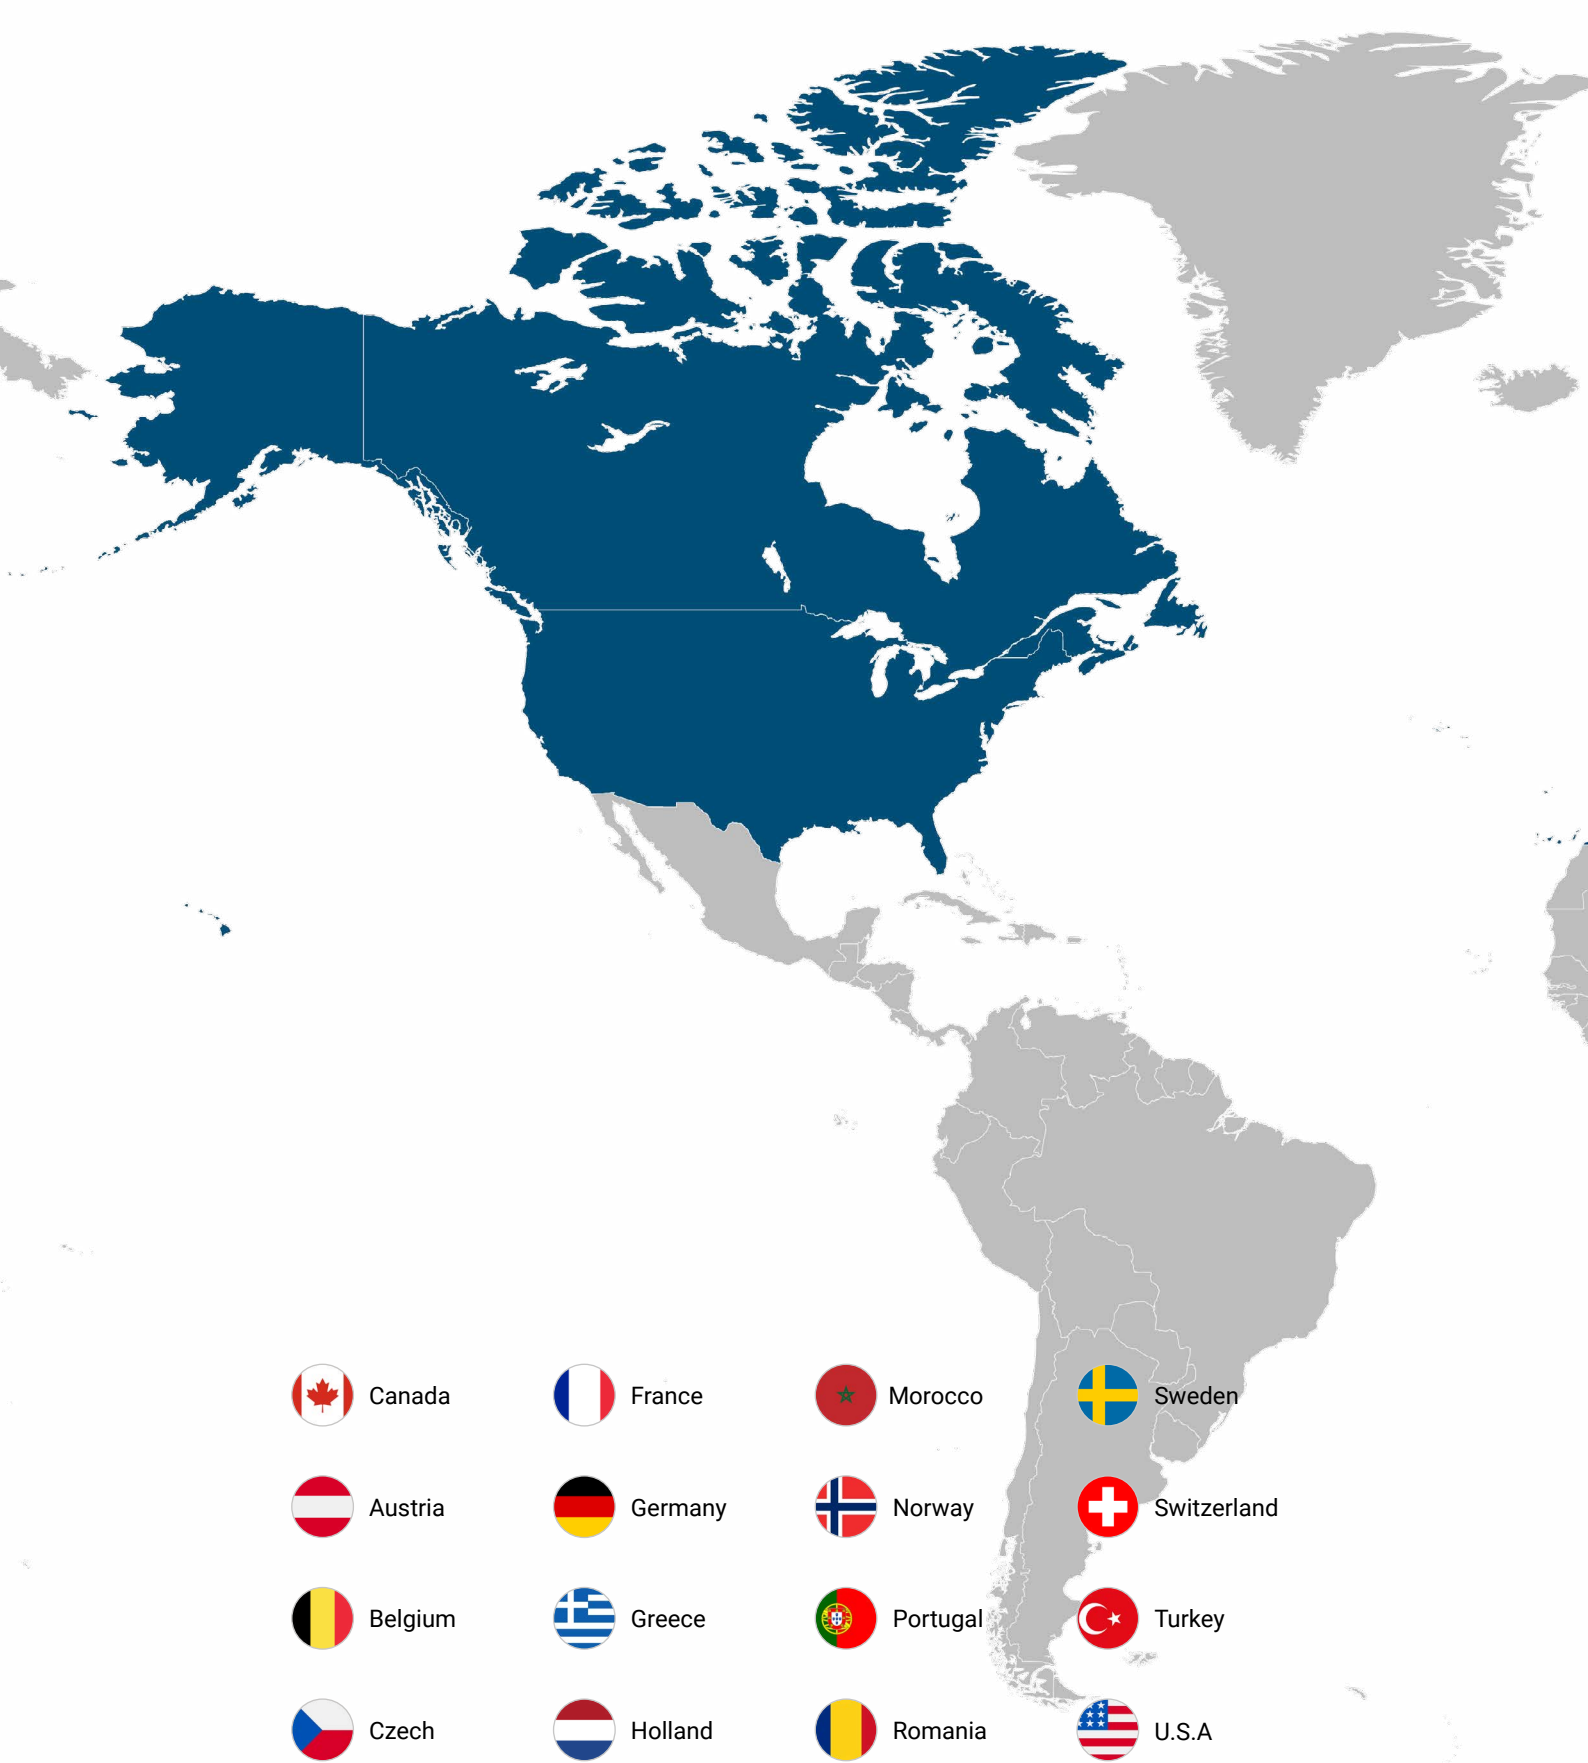 Canada
France
Morocco
Sweden
Austria
Germany
Norway
Switzerland
Belgium
Greece
Portugal
Turkey
Czech
Holland
Romania
U.S.A